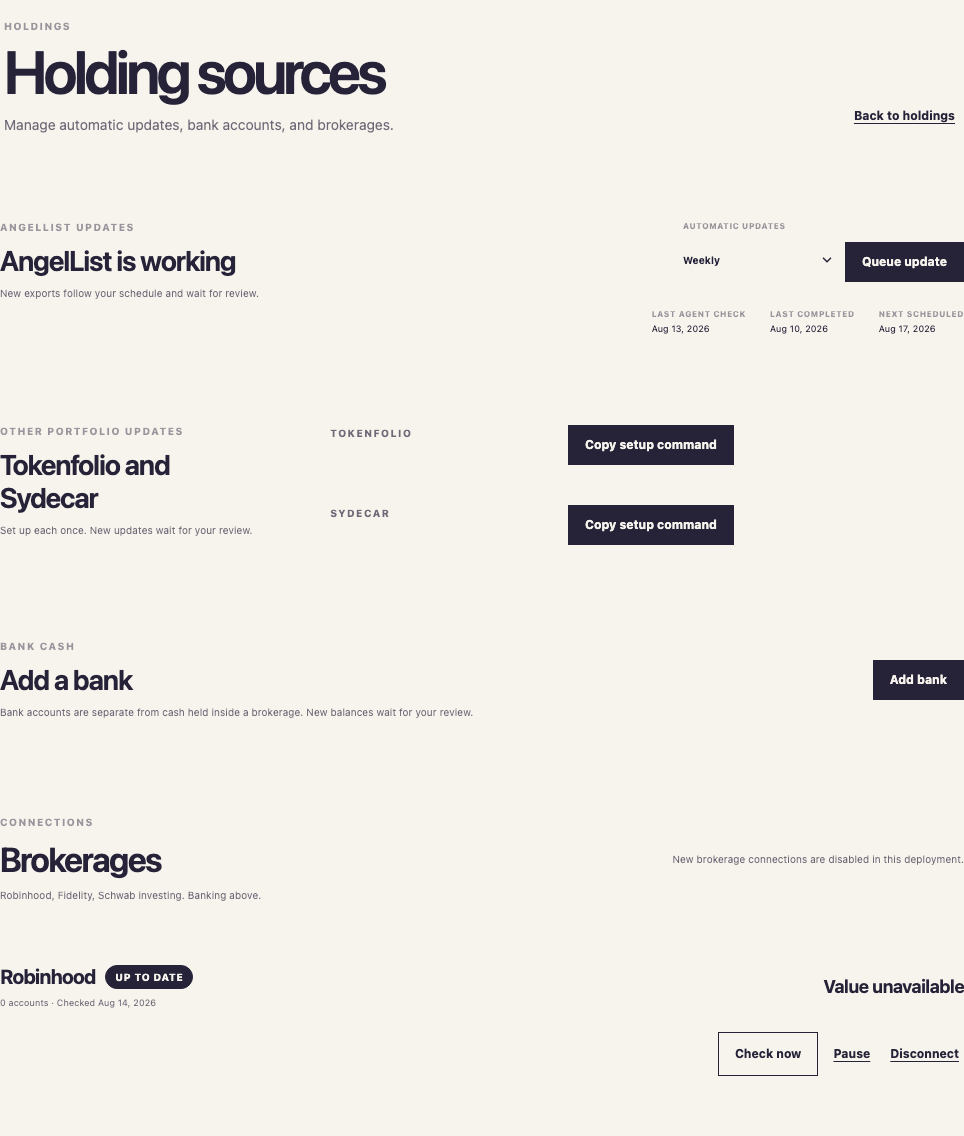 HOLDINGS
Holding sources
Manage automatic updates, bank accounts, and brokerages.
Back to holdings
ANGELLIST UPDATES
AngelList is working
New exports follow your schedule and wait for review.
AUTOMATIC UPDATES
Weekly
Queue update
LAST AGENT CHECK
Aug 13, 2026
LAST COMPLETED
Aug 10, 2026
NEXT SCHEDULED
Aug 17, 2026
OTHER PORTFOLIO UPDATES
Tokenfolio and
Sydecar
Set up each once. New updates wait for your review.
TOKENFOLIO
Copy setup command
SYDECAR
Copy setup command
BANK CASH
Add a bank
Bank accounts are separate from cash held inside a brokerage. New balances wait for your review.
Add bank
CONNECTIONS
Brokerages
Robinhood, Fidelity, Schwab investing. Banking above.
New brokerage connections are disabled in this deployment.
Robinhood
UP TO DATE
0 accounts · Checked Aug 14, 2026
Value unavailable
Check now
Pause
Disconnect